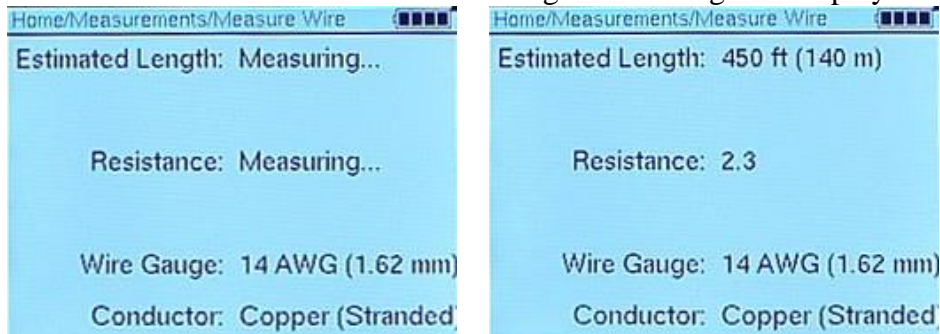 Home/Measurements/Measure Wire
Estimated Length: Measuring...
Resistance: Measuring...
Wire Gauge: 14 AWG (1.62 mm)
Conductor: Copper (Stranded)
Home/Measurements/Measure Wire
Estimated Length: 450 ft (140 m)
Resistance: 2.3
Wire Gauge: 14 AWG (1.62 mm)
Conductor: Copper (Stranded